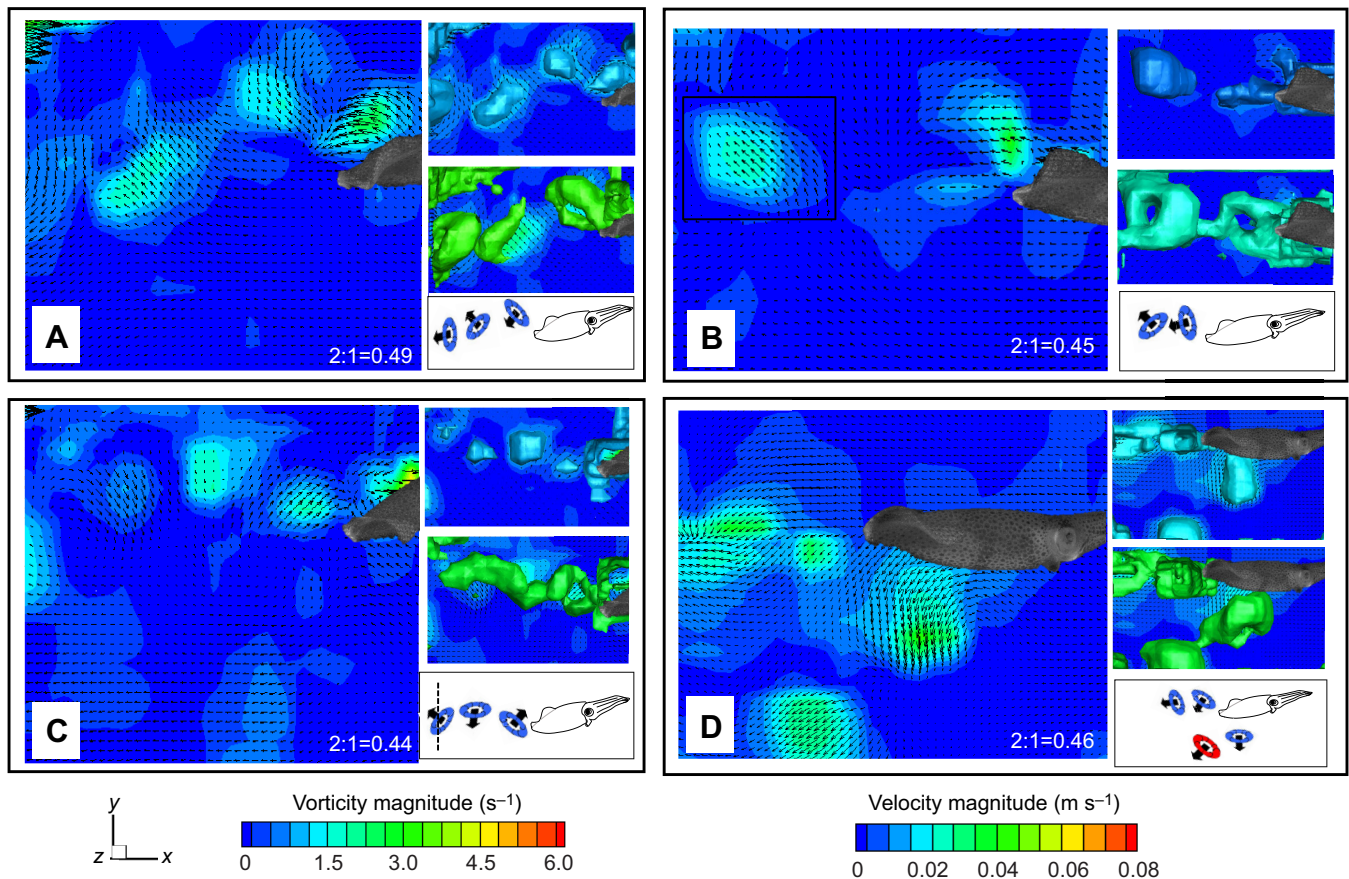 A
2:1=0.49
B
2:1=0.45
C
2:1=0.44
D
2:1=0.46
y
z
x
Vorticity magnitude (s–1)
0 1.5 3.0 4.5 6.0
Velocity magnitude (m s–1)
0 0.02 0.04 0.06 0.08